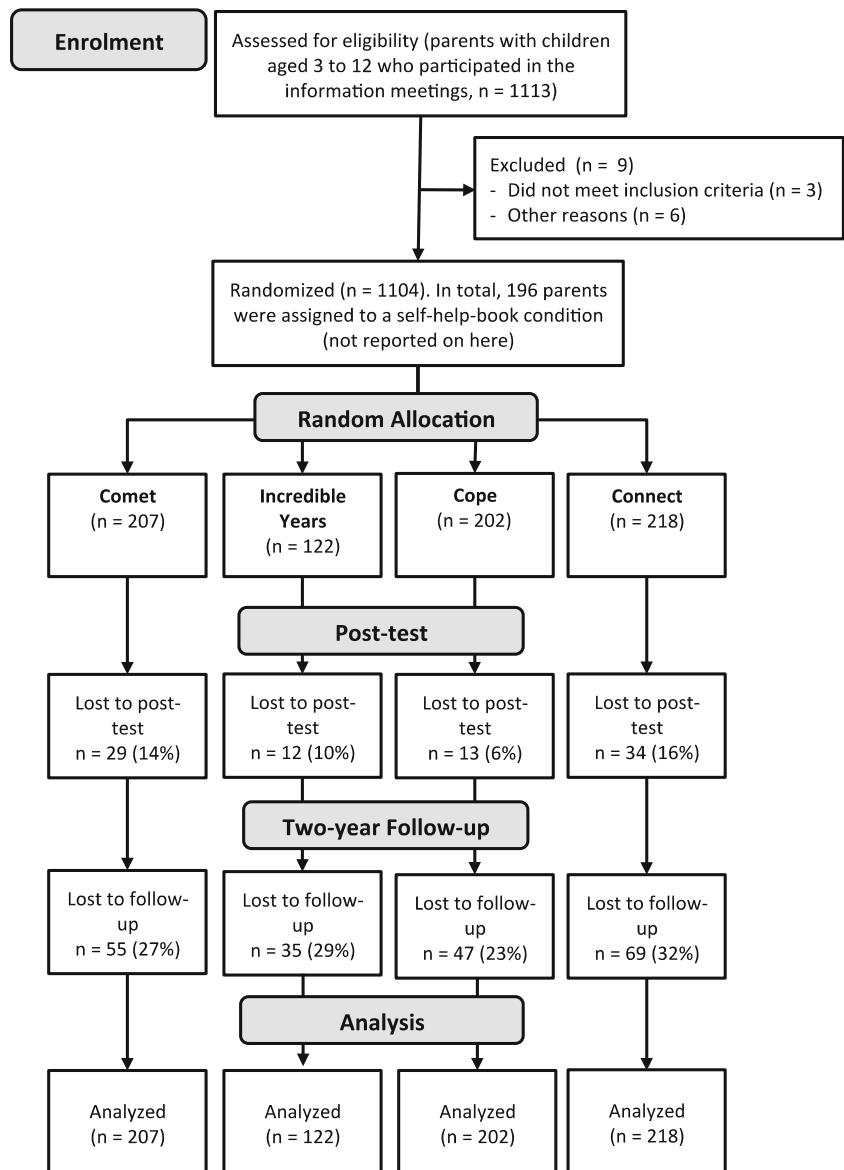 Enrolment
Assessed for eligibility (parents with children
aged 3 to 12 who participated in the
information meetings, n = 1113)
Excluded (n = 9)
- Did not meet inclusion criteria (n = 3)
- Other reasons (n = 6)
Randomized (n = 1104). In total, 196 parents
were assigned to a self-help-book condition
(not reported on here)
Random Allocation
Comet
(n = 207)
Incredible
Years
(n = 122)
Cope
(n = 202)
Connect
(n = 218)
Post-test
Lost to post-
test
n = 29 (14%)
Lost to post-
test
n = 12 (10%)
Lost to post-
test
n = 13 (6%)
Lost to post-
test
n = 34 (16%)
Two-year Follow-up
Lost to follow-
up
n = 55 (27%)
Lost to follow-
up
n = 35 (29%)
Lost to follow-
up
n = 47 (23%)
Lost to follow-
up
n = 69 (32%)
Analysis
Analyzed
(n = 207)
Analyzed
(n = 122)
Analyzed
(n = 202)
Analyzed
(n = 218)